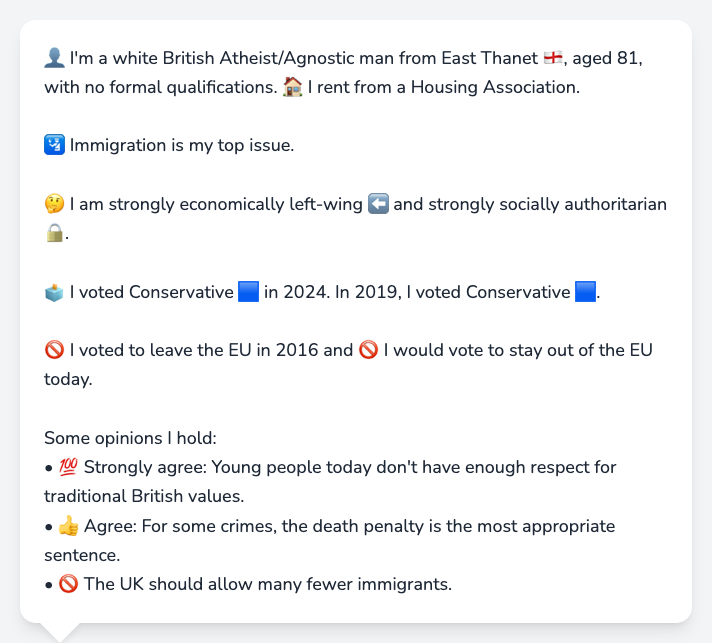 👤 I'm a white British Atheist/Agnostic man from East Thanet 🏴󠁧󠁢󠁥󠁮󠁧󠁿, aged 81,
with no formal qualifications. 🏠 I rent from a Housing Association.
🛂 Immigration is my top issue.
🤔 I am strongly economically left-wing ⬅️ and strongly socially authoritarian
🔒.
🗳️ I voted Conservative 🟦 in 2024. In 2019, I voted Conservative 🟦.
🚫 I voted to leave the EU in 2016 and 🚫 I would vote to stay out of the EU
today.
Some opinions I hold:
• 💯 Strongly agree: Young people today don't have enough respect for
traditional British values.
• 👍 Agree: For some crimes, the death penalty is the most appropriate
sentence.
• 🚫 The UK should allow many fewer immigrants.